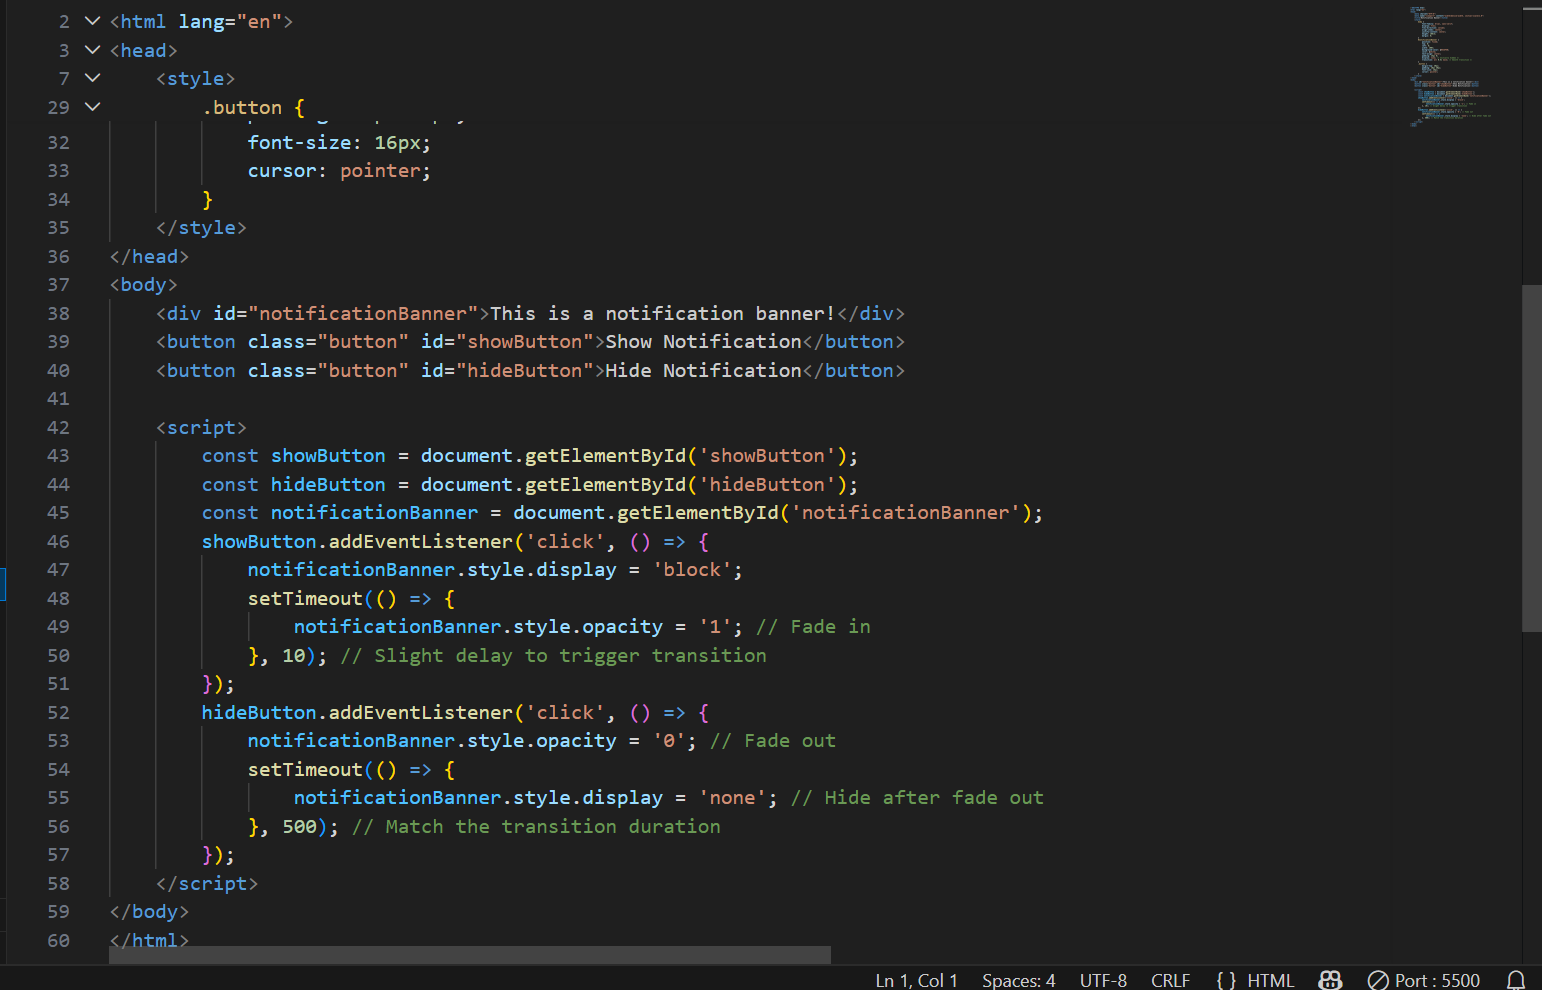 2 <html lang="en">
3 <head>
7 <style>
29 .button {
32 font-size: 16px;
33 cursor: pointer;
34 }
35 </style>
36 </head>
37 <body>
38 <div id="notificationBanner">This is a notification banner!</div>
39 <button class="button" id="showButton">Show Notification</button>
40 <button class="button" id="hideButton">Hide Notification</button>
41
42 <script>
43 const showButton = document.getElementById('showButton');
44 const hideButton = document.getElementById('hideButton');
45 const notificationBanner = document.getElementById('notificationBanner');
46 showButton.addEventListener('click', () => {
47 notificationBanner.style.display = 'block';
48 setTimeout(() => {
49 notificationBanner.style.opacity = '1'; // Fade in
50 }, 10); // Slight delay to trigger transition
51 });
52 hideButton.addEventListener('click', () => {
53 notificationBanner.style.opacity = '0'; // Fade out
54 setTimeout(() => {
55 notificationBanner.style.display = 'none'; // Hide after fade out
56 }, 500); // Match the transition duration
57 });
58 </script>
59 </body>
60 </html>
Ln 1, Col 1 Spaces: 4 UTF-8 CRLF { } HTML Port : 5500